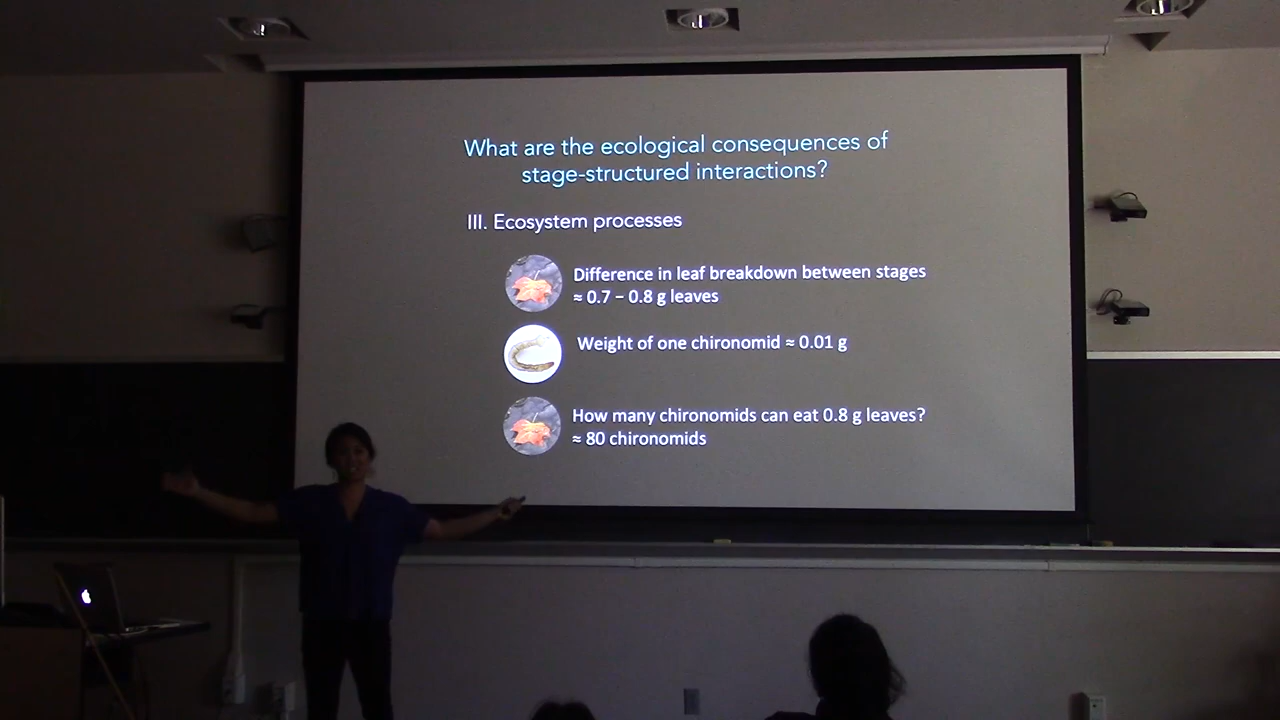 What are the ecological consequences of
stage-structured interactions?
III. Ecosystem processes
Difference in leaf breakdown between stages
≈ 0.7 – 0.8 g leaves
Weight of one chironomid ≈ 0.01 g
How many chironomids can eat 0.8 g leaves?
≈ 80 chironomids